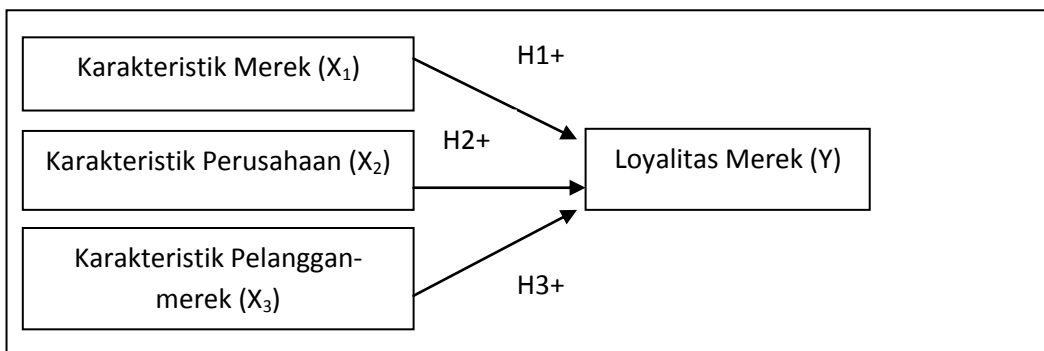 Karakteristik Merek (X₁)
H1+
H2+
Karakteristik Perusahaan (X₂)
Loyalitas Merek (Y)
Karakteristik Pelanggan-
merek (X₃)
H3+